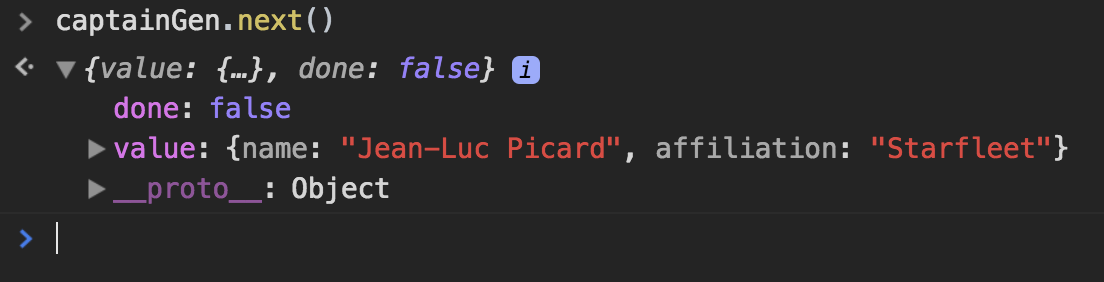 captainGen.next()
{value: {…}, done: false} i
done: false
value: {name: "Jean-Luc Picard", affiliation: "Starfleet"}
__proto__: Object